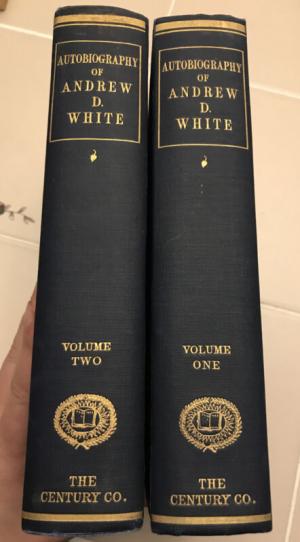 AUTOBIOGRAPHY
OF
ANDREW
D.
WHITE
VOLUME
TWO
THE
CENTURY CO.
AUTOBIOGRAPHY
OF
ANDREW
D.
WHITE
VOLUME
ONE
THE
CENTURY CO.